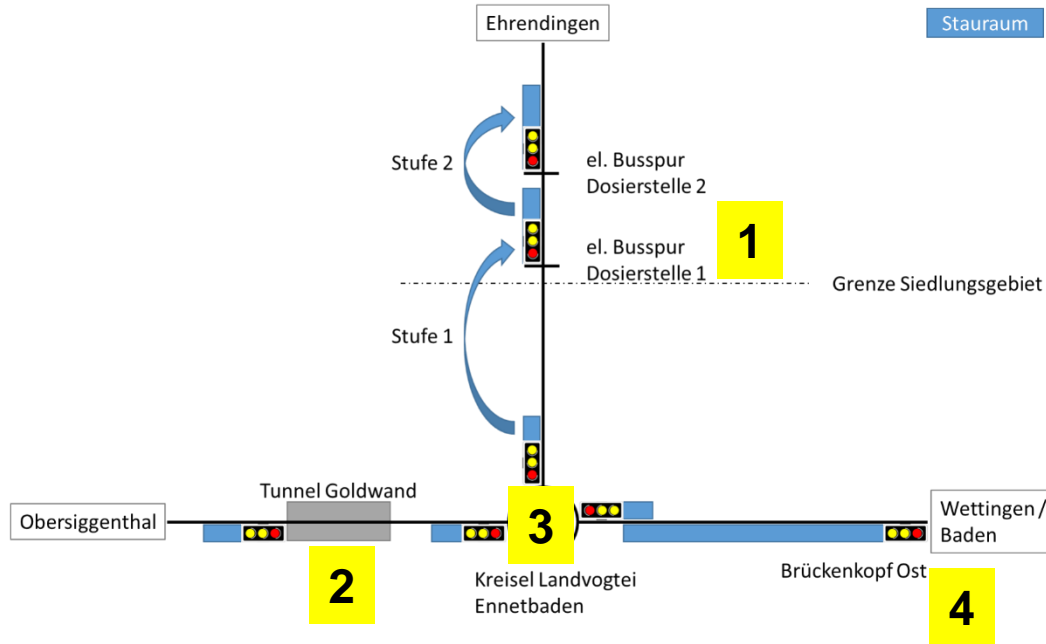 Ehrendingen
Stauraum
Stufe 2
el. Busspur
Dosierstelle 2
1
el. Busspur
Dosierstelle 1
Grenze Siedlungsgebiet
Stufe 1
Tunnel Goldwand
Obersiggenthal
3
Wettingen /
Baden
2
Kreisel Landvogtei
Ennetbaden
Brückenkopf Ost
4